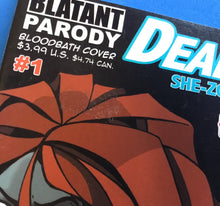 BLATANT
PARODY
BLOODBATH COVER
$3.99 U.S. $4.74 CAN.
#1
DEA
SHE-ZO